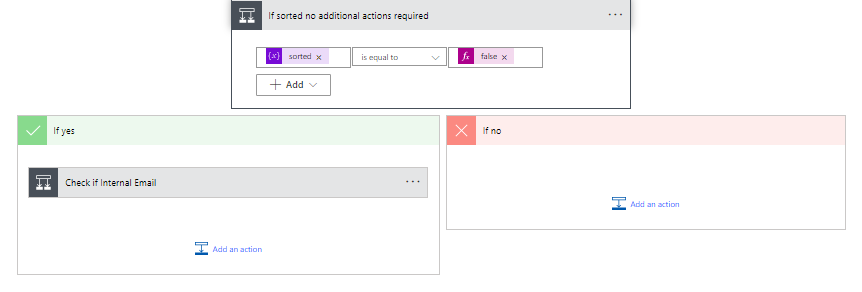 If sorted no additional actions required
{x} sorted x is equal to fx false x
+ Add
If yes
If no
Check if Internal Email
Add an action
Add an action